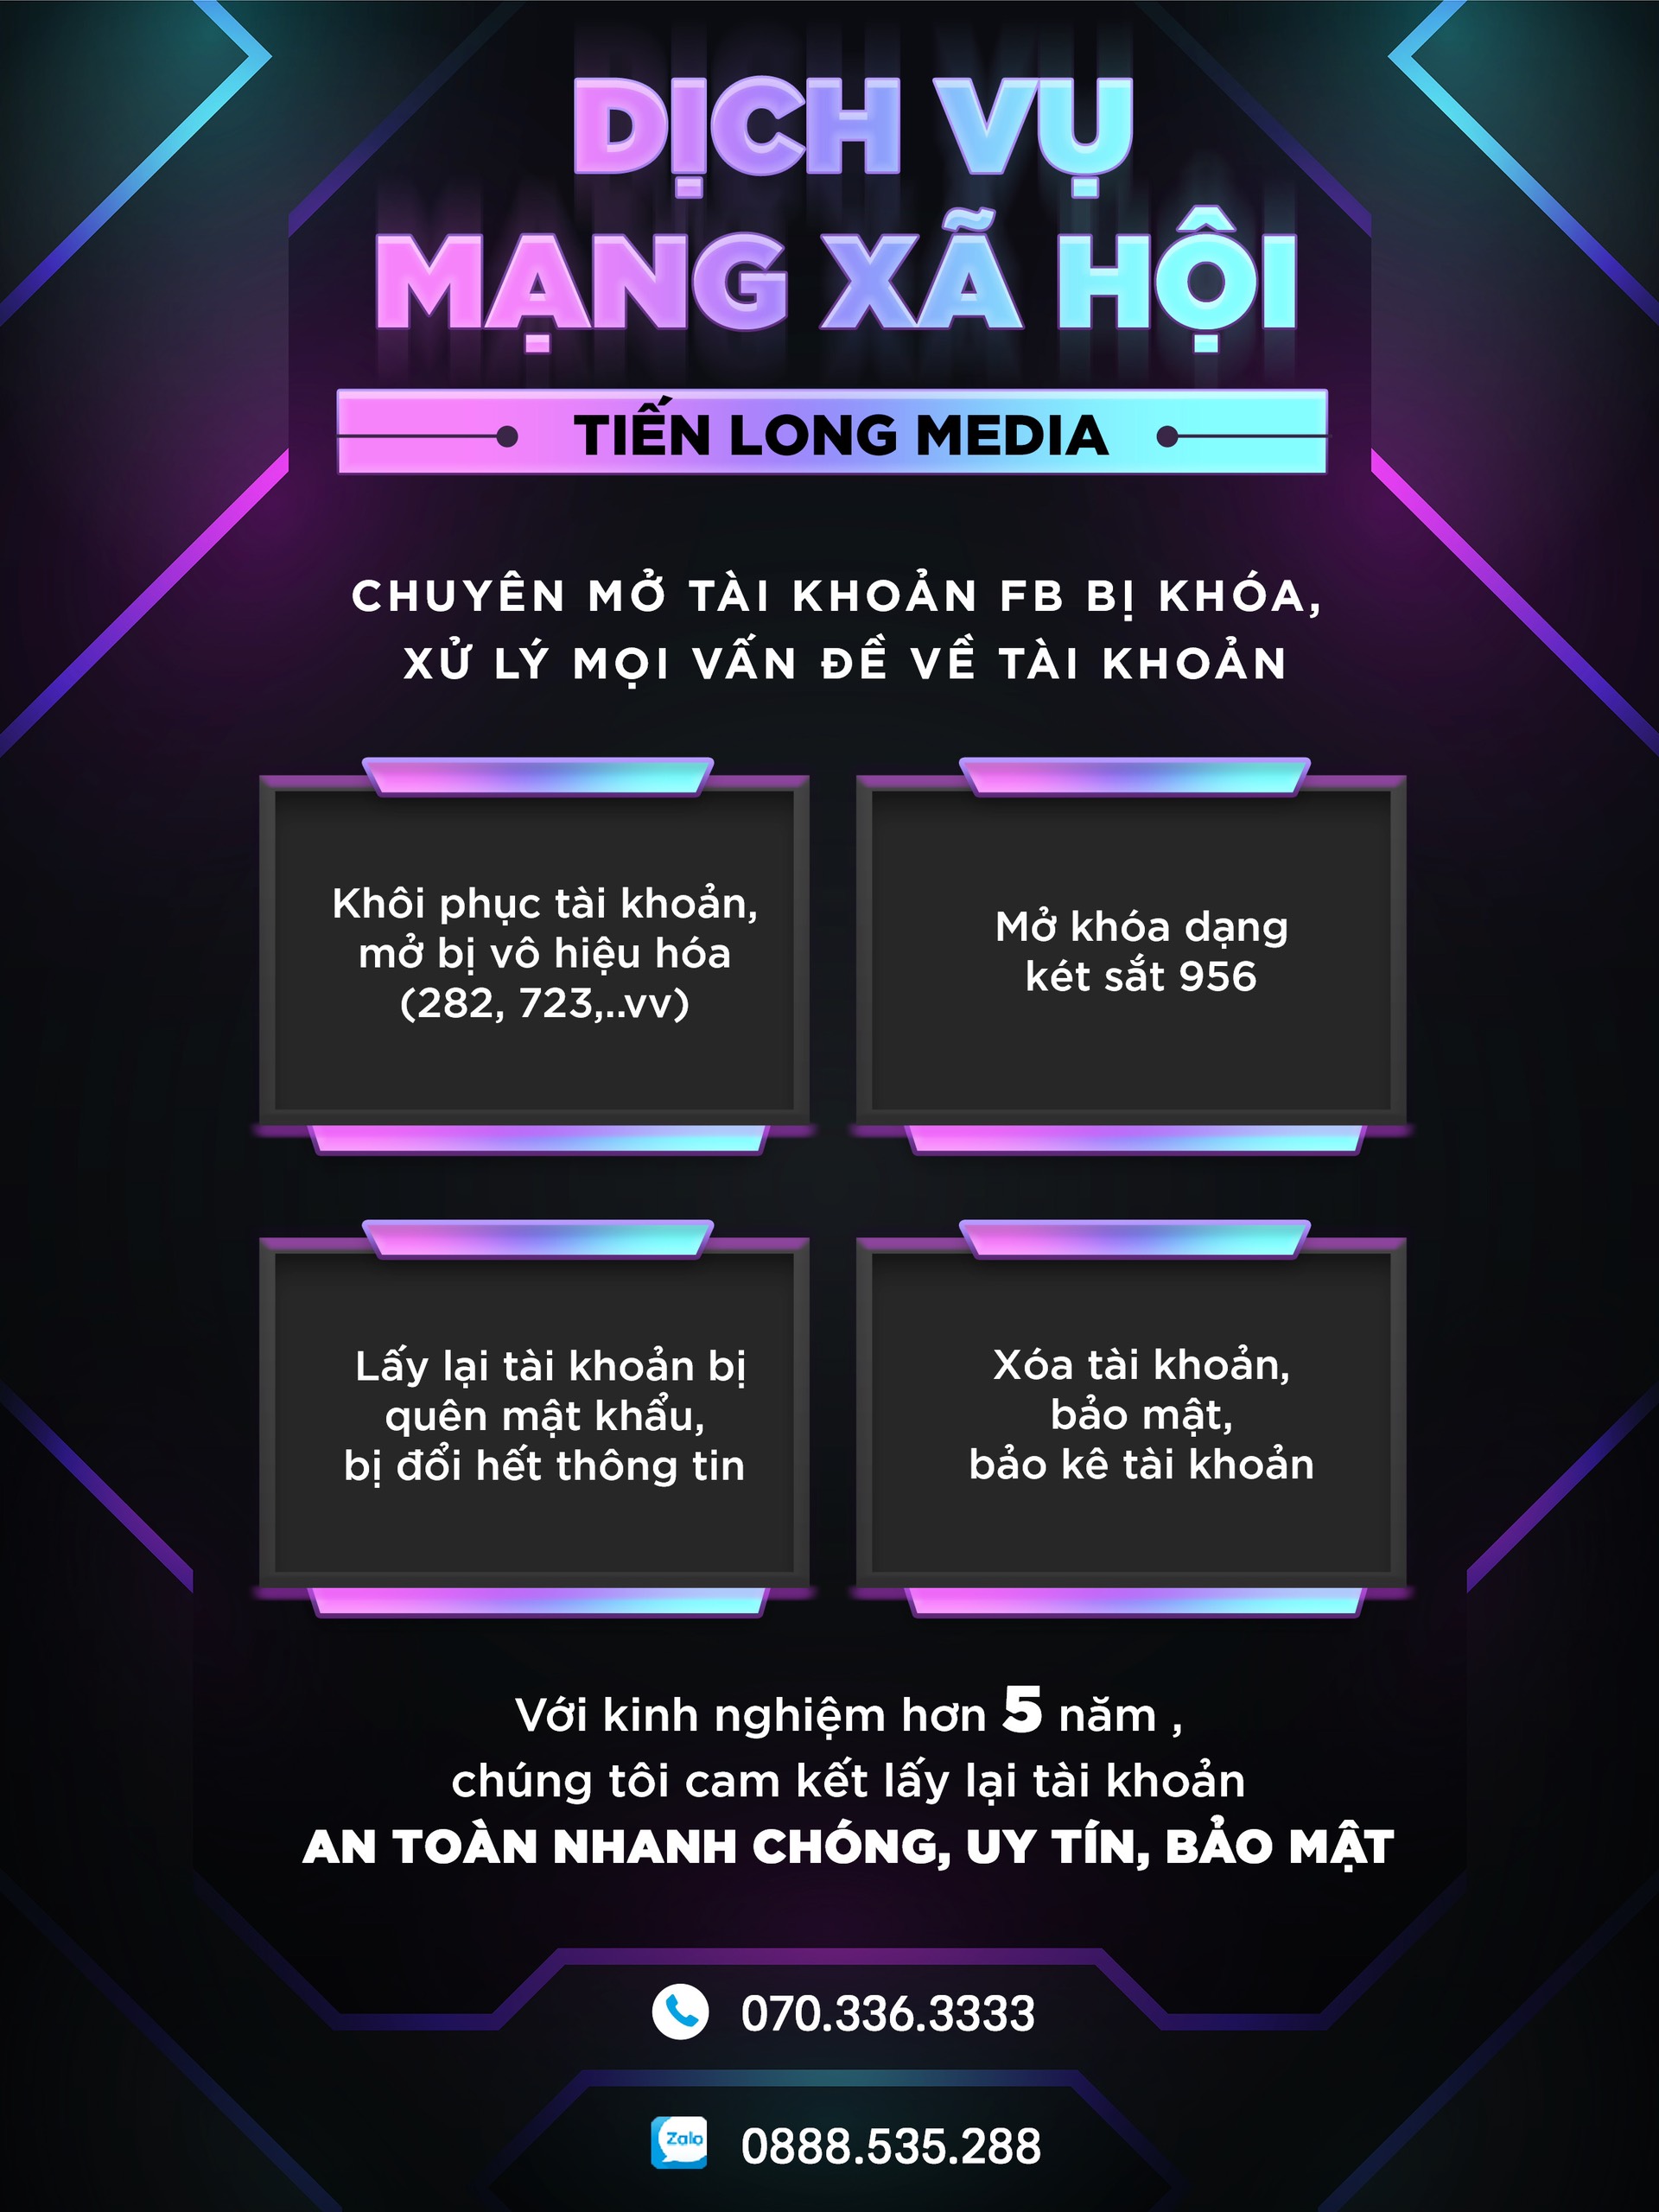 DỊCH VỤ
MẠNG XÃ HỘI
TIẾN LONG MEDIA
CHUYÊN MỞ TÀI KHOẢN FB BỊ KHÓA,
XỬ LÝ MỌI VẤN ĐỀ VỀ TÀI KHOẢN
Khôi phục tài khoản,
mở bị vô hiệu hóa
(282, 723,..vv)
Mở khóa dạng
két sắt 956
Lấy lại tài khoản bị
quên mật khẩu,
bị đổi hết thông tin
Xóa tài khoản,
bảo mật,
bảo kê tài khoản
Với kinh nghiệm hơn 5 năm ,
chúng tôi cam kết lấy lại tài khoản
AN TOÀN NHANH CHÓNG, UY TÍN, BẢO MẬT
070.336.3333
Zalo 0888.535.288